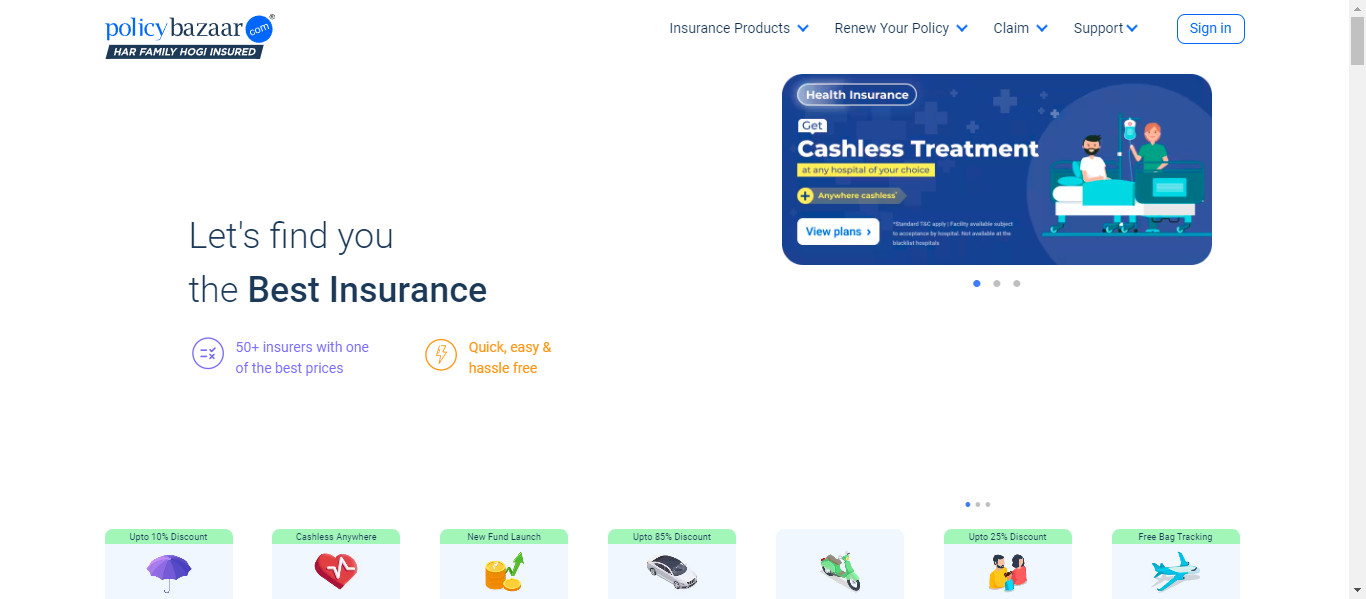 policybazaar.com®
HAR FAMILY HOGI INSURED
Insurance Products
Renew Your Policy
Claim
Support
Sign in
Health Insurance
Get
Cashless Treatment
at any hospital of your choice
Anywhere cashless*
View plans ›
*Standard T&C apply | Facility available subject
to acceptance by hospital. Not available at the
blacklist hospitals
Let's find you
the Best Insurance
50+ insurers with one
of the best prices
Quick, easy &
hassle free
Upto 10% Discount
Cashless Anywhere
New Fund Launch
Upto 85% Discount
Upto 25% Discount
Free Bag Tracking